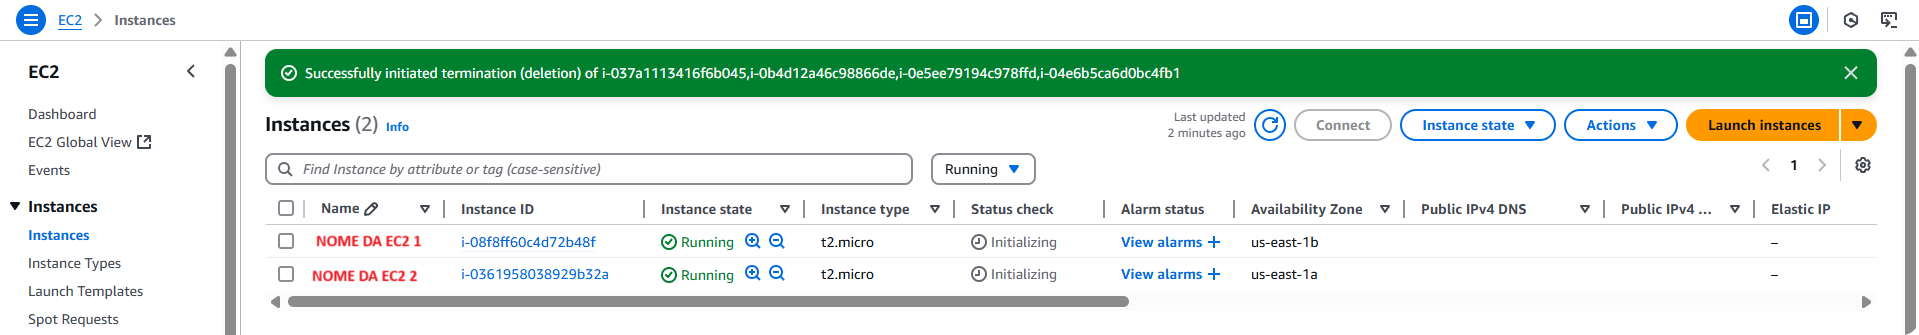 EC2 > Instances
EC2
Dashboard
EC2 Global View
Events
Instances
Instances
Instance Types
Launch Templates
Spot Requests
Successfully initiated termination (deletion) of i-037a1113416f6b045,i-0b4d12a46c98866de,i-0e5ee79194c978ffd,i-04e6b5ca6d0bc4fb1
Instances (2) Info
Last updated
2 minutes ago
Connect Instance state Actions Launch instances
Find Instance by attribute or tag (case-sensitive) Running 1
Name Instance ID Instance state Instance type Status check Alarm status Availability Zone Public IPv4 DNS Public IPv4 ... Elastic IP
NOME DA EC2 1 i-08f8ff60c4d72b48f Running t2.micro Initializing View alarms + us-east-1b –
NOME DA EC2 2 i-0361958038929b32a Running t2.micro Initializing View alarms + us-east-1a –